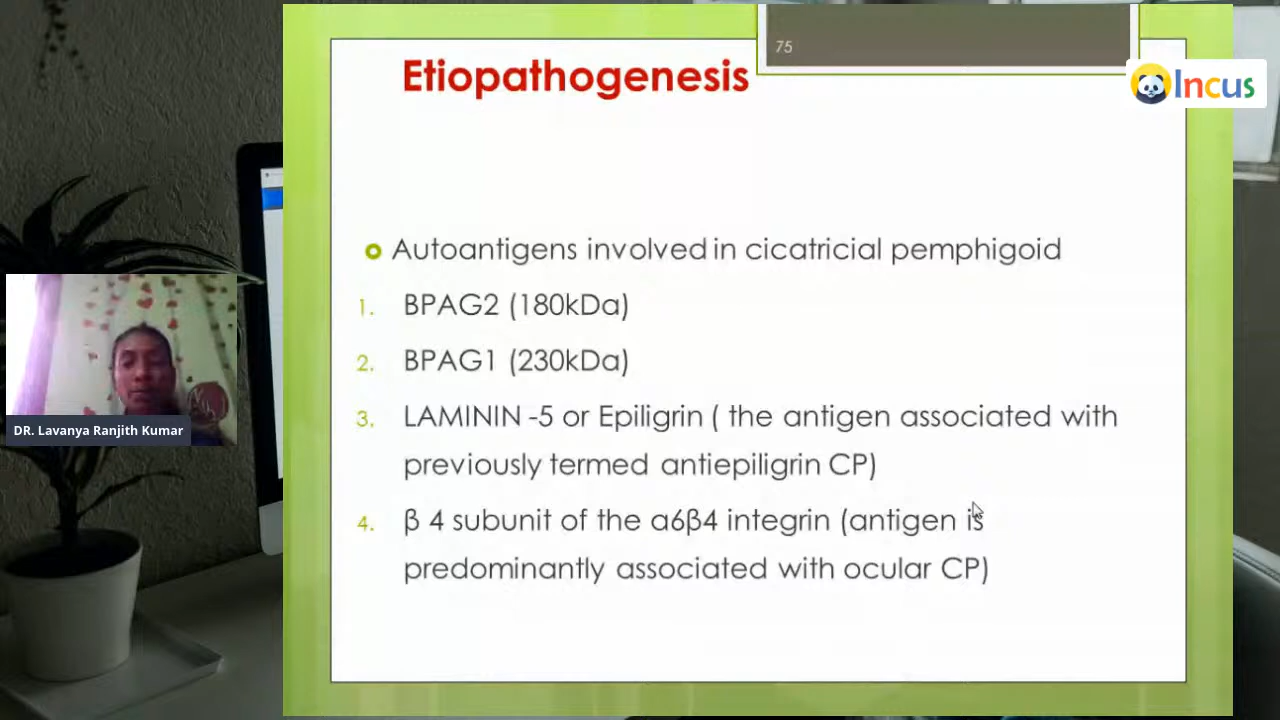 75
Etiopathogenesis
Incus
Autoantigens involved in cicatricial pemphigoid
1. BPAG2 (180kDa)
2. BPAG1 (230kDa)
3. LAMININ -5 or Epiligrin ( the antigen associated with
previously termed antiepiligrin CP)
4. β 4 subunit of the α6β4 integrin (antigen is
predominantly associated with ocular CP)
DR. Lavanya Ranjith Kumar